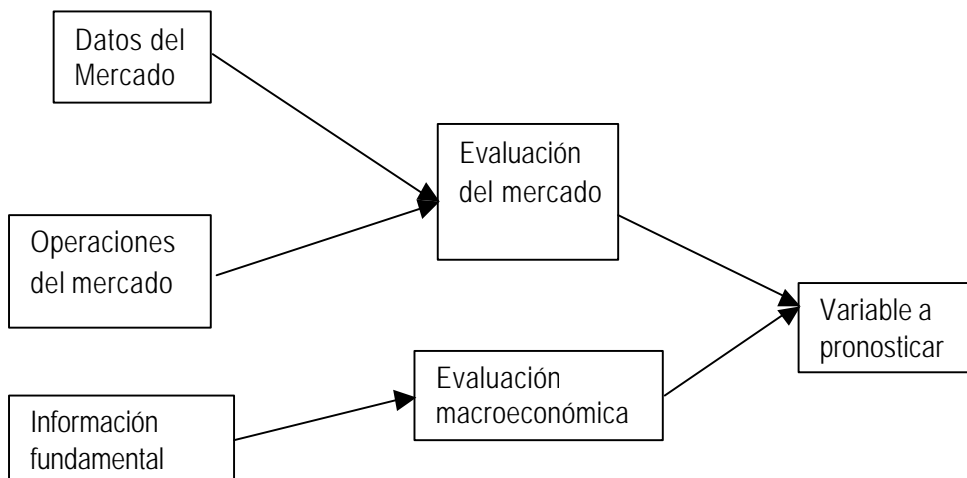 Datos del
Mercado
Evaluación
del mercado
Operaciones
del mercado
Variable a
pronosticar
Evaluación
macroeconómica
Información
fundamental